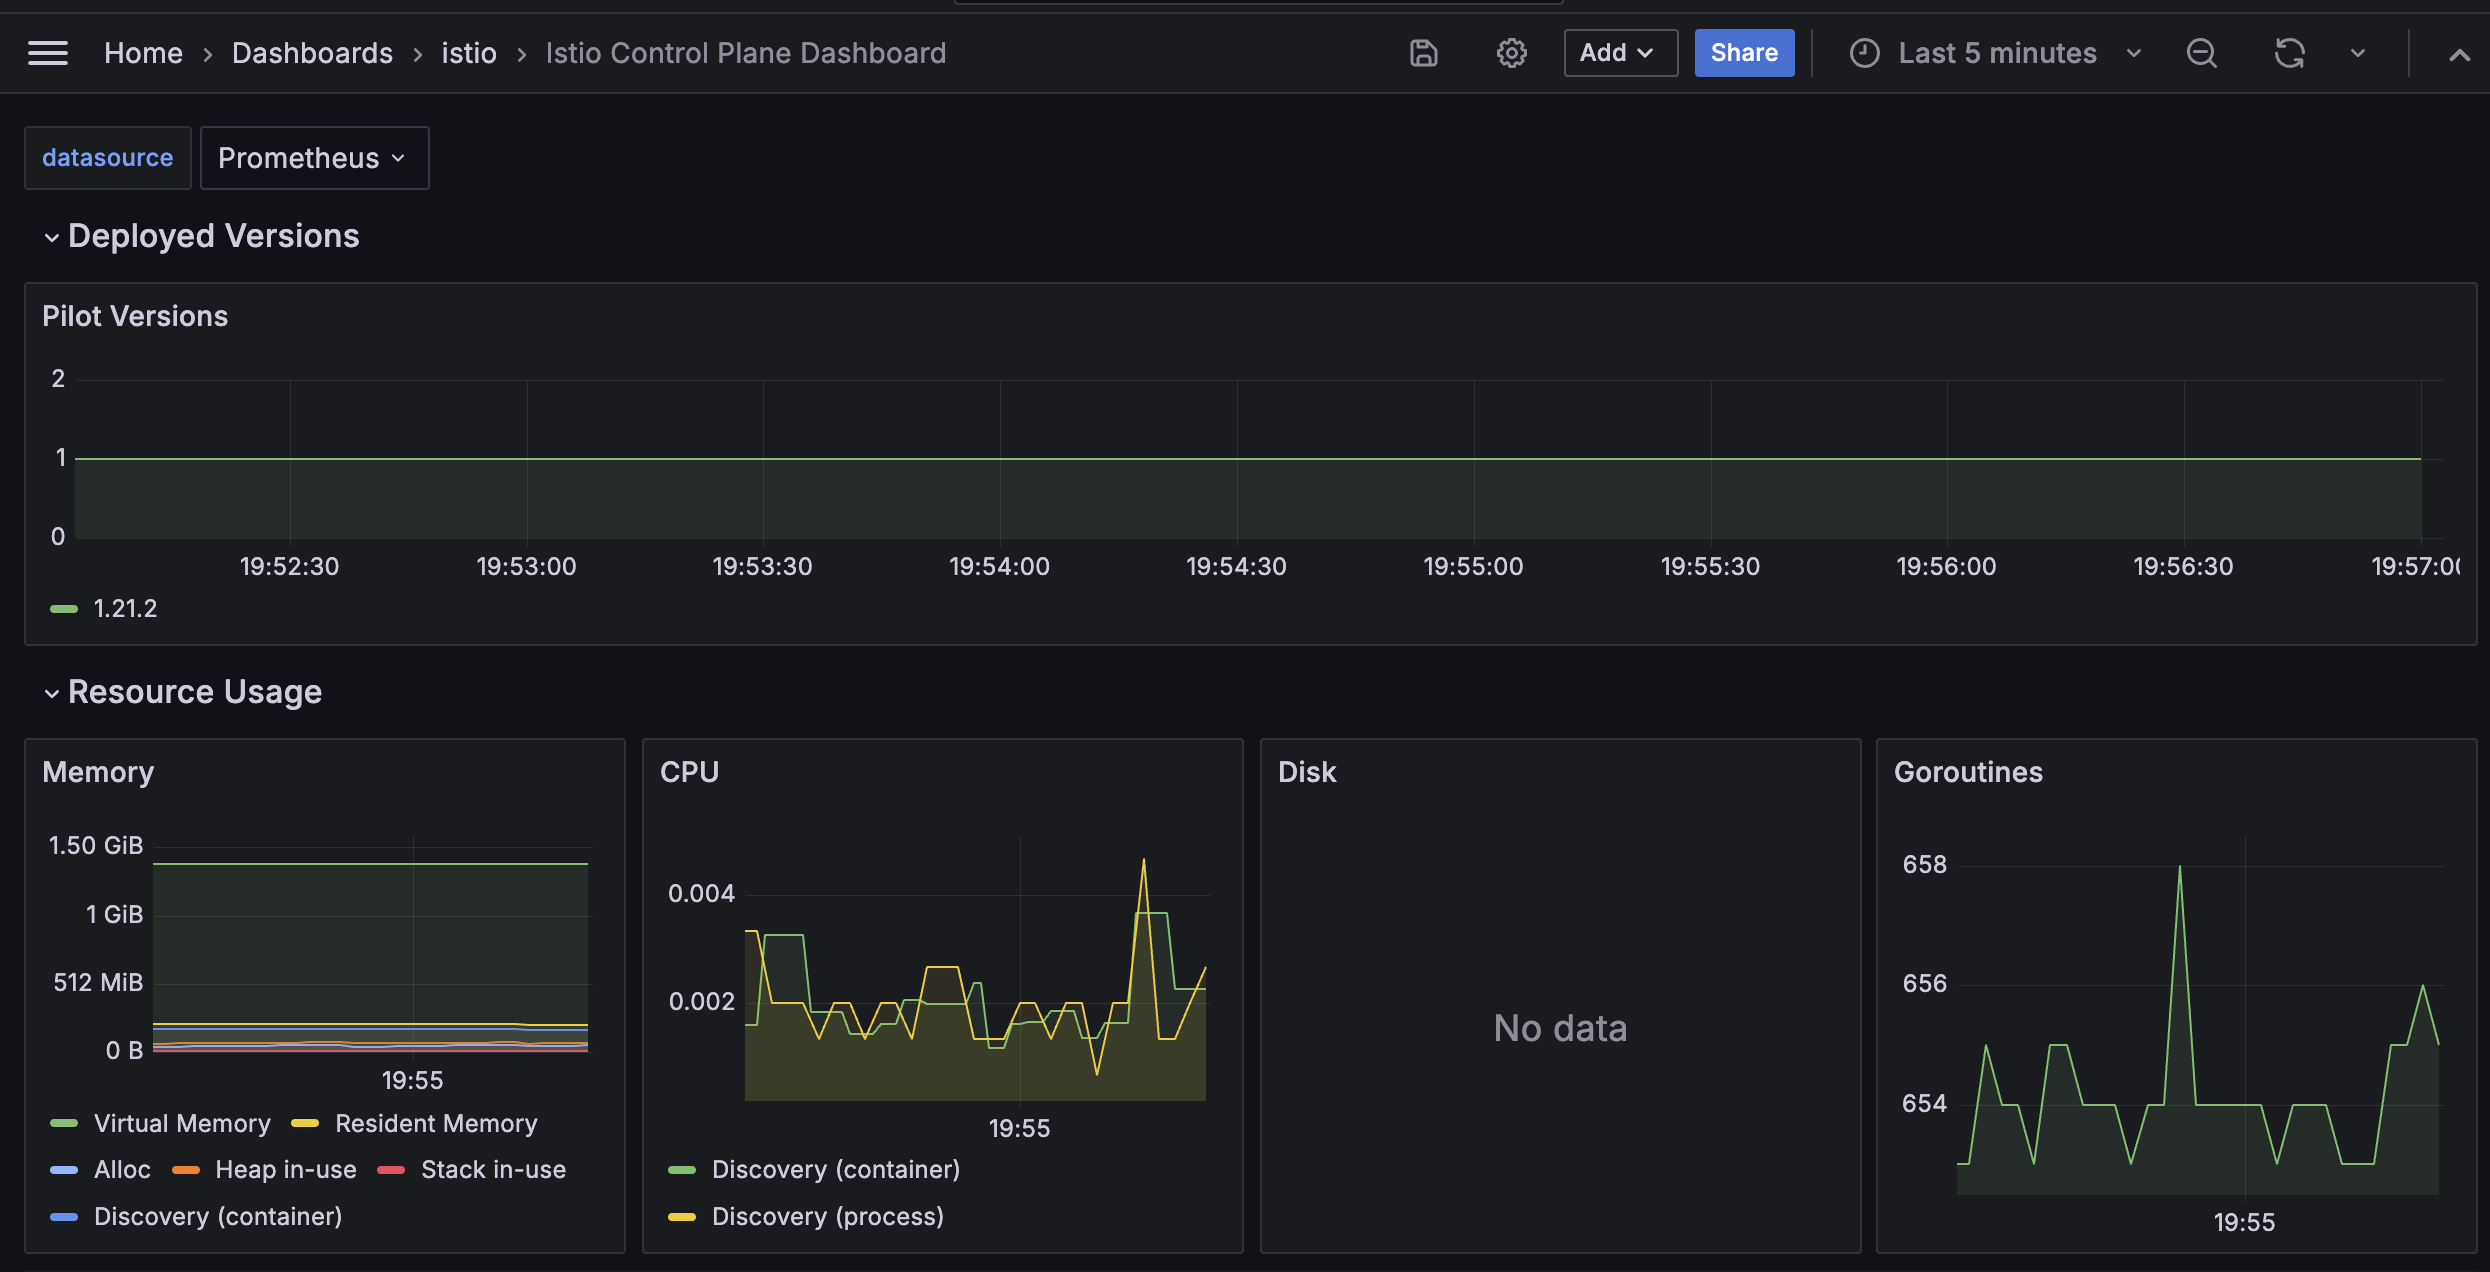 Home › Dashboards › istio › Istio Control Plane Dashboard
Add
Share
Last 5 minutes
datasource
Prometheus
Deployed Versions
Pilot Versions
2
1
0
19:52:30 19:53:00 19:53:30 19:54:00 19:54:30 19:55:00 19:55:30 19:56:00 19:56:30 19:57:0
1.21.2
Resource Usage
Memory
1.50 GiB
1 GiB
512 MiB
0 B
19:55
Virtual Memory Resident Memory
Alloc Heap in-use Stack in-use
Discovery (container)
CPU
0.004
0.002
19:55
Discovery (container)
Discovery (process)
Disk
No data
Goroutines
658
656
654
19:55